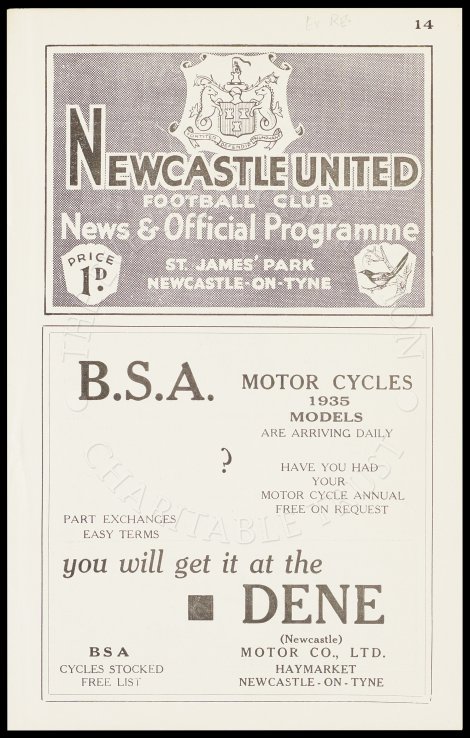 14
NEWCASTLE UNITED
FOOTBALL CLUB
News & Official Programme
PRICE
1D.
ST. JAMES' PARK
NEWCASTLE-ON-TYNE
B.S.A.
MOTOR CYCLES
1935
MODELS
ARE ARRIVING DAILY
?
HAVE YOU HAD
YOUR
MOTOR CYCLE ANNUAL
FREE ON REQUEST
PART EXCHANGES
EASY TERMS
you will get it at the
DENE
(Newcastle)
MOTOR CO., LTD.
HAYMARKET
NEWCASTLE - ON - TYNE
BSA
CYCLES STOCKED
FREE LIST
CHARITABLE TRUST